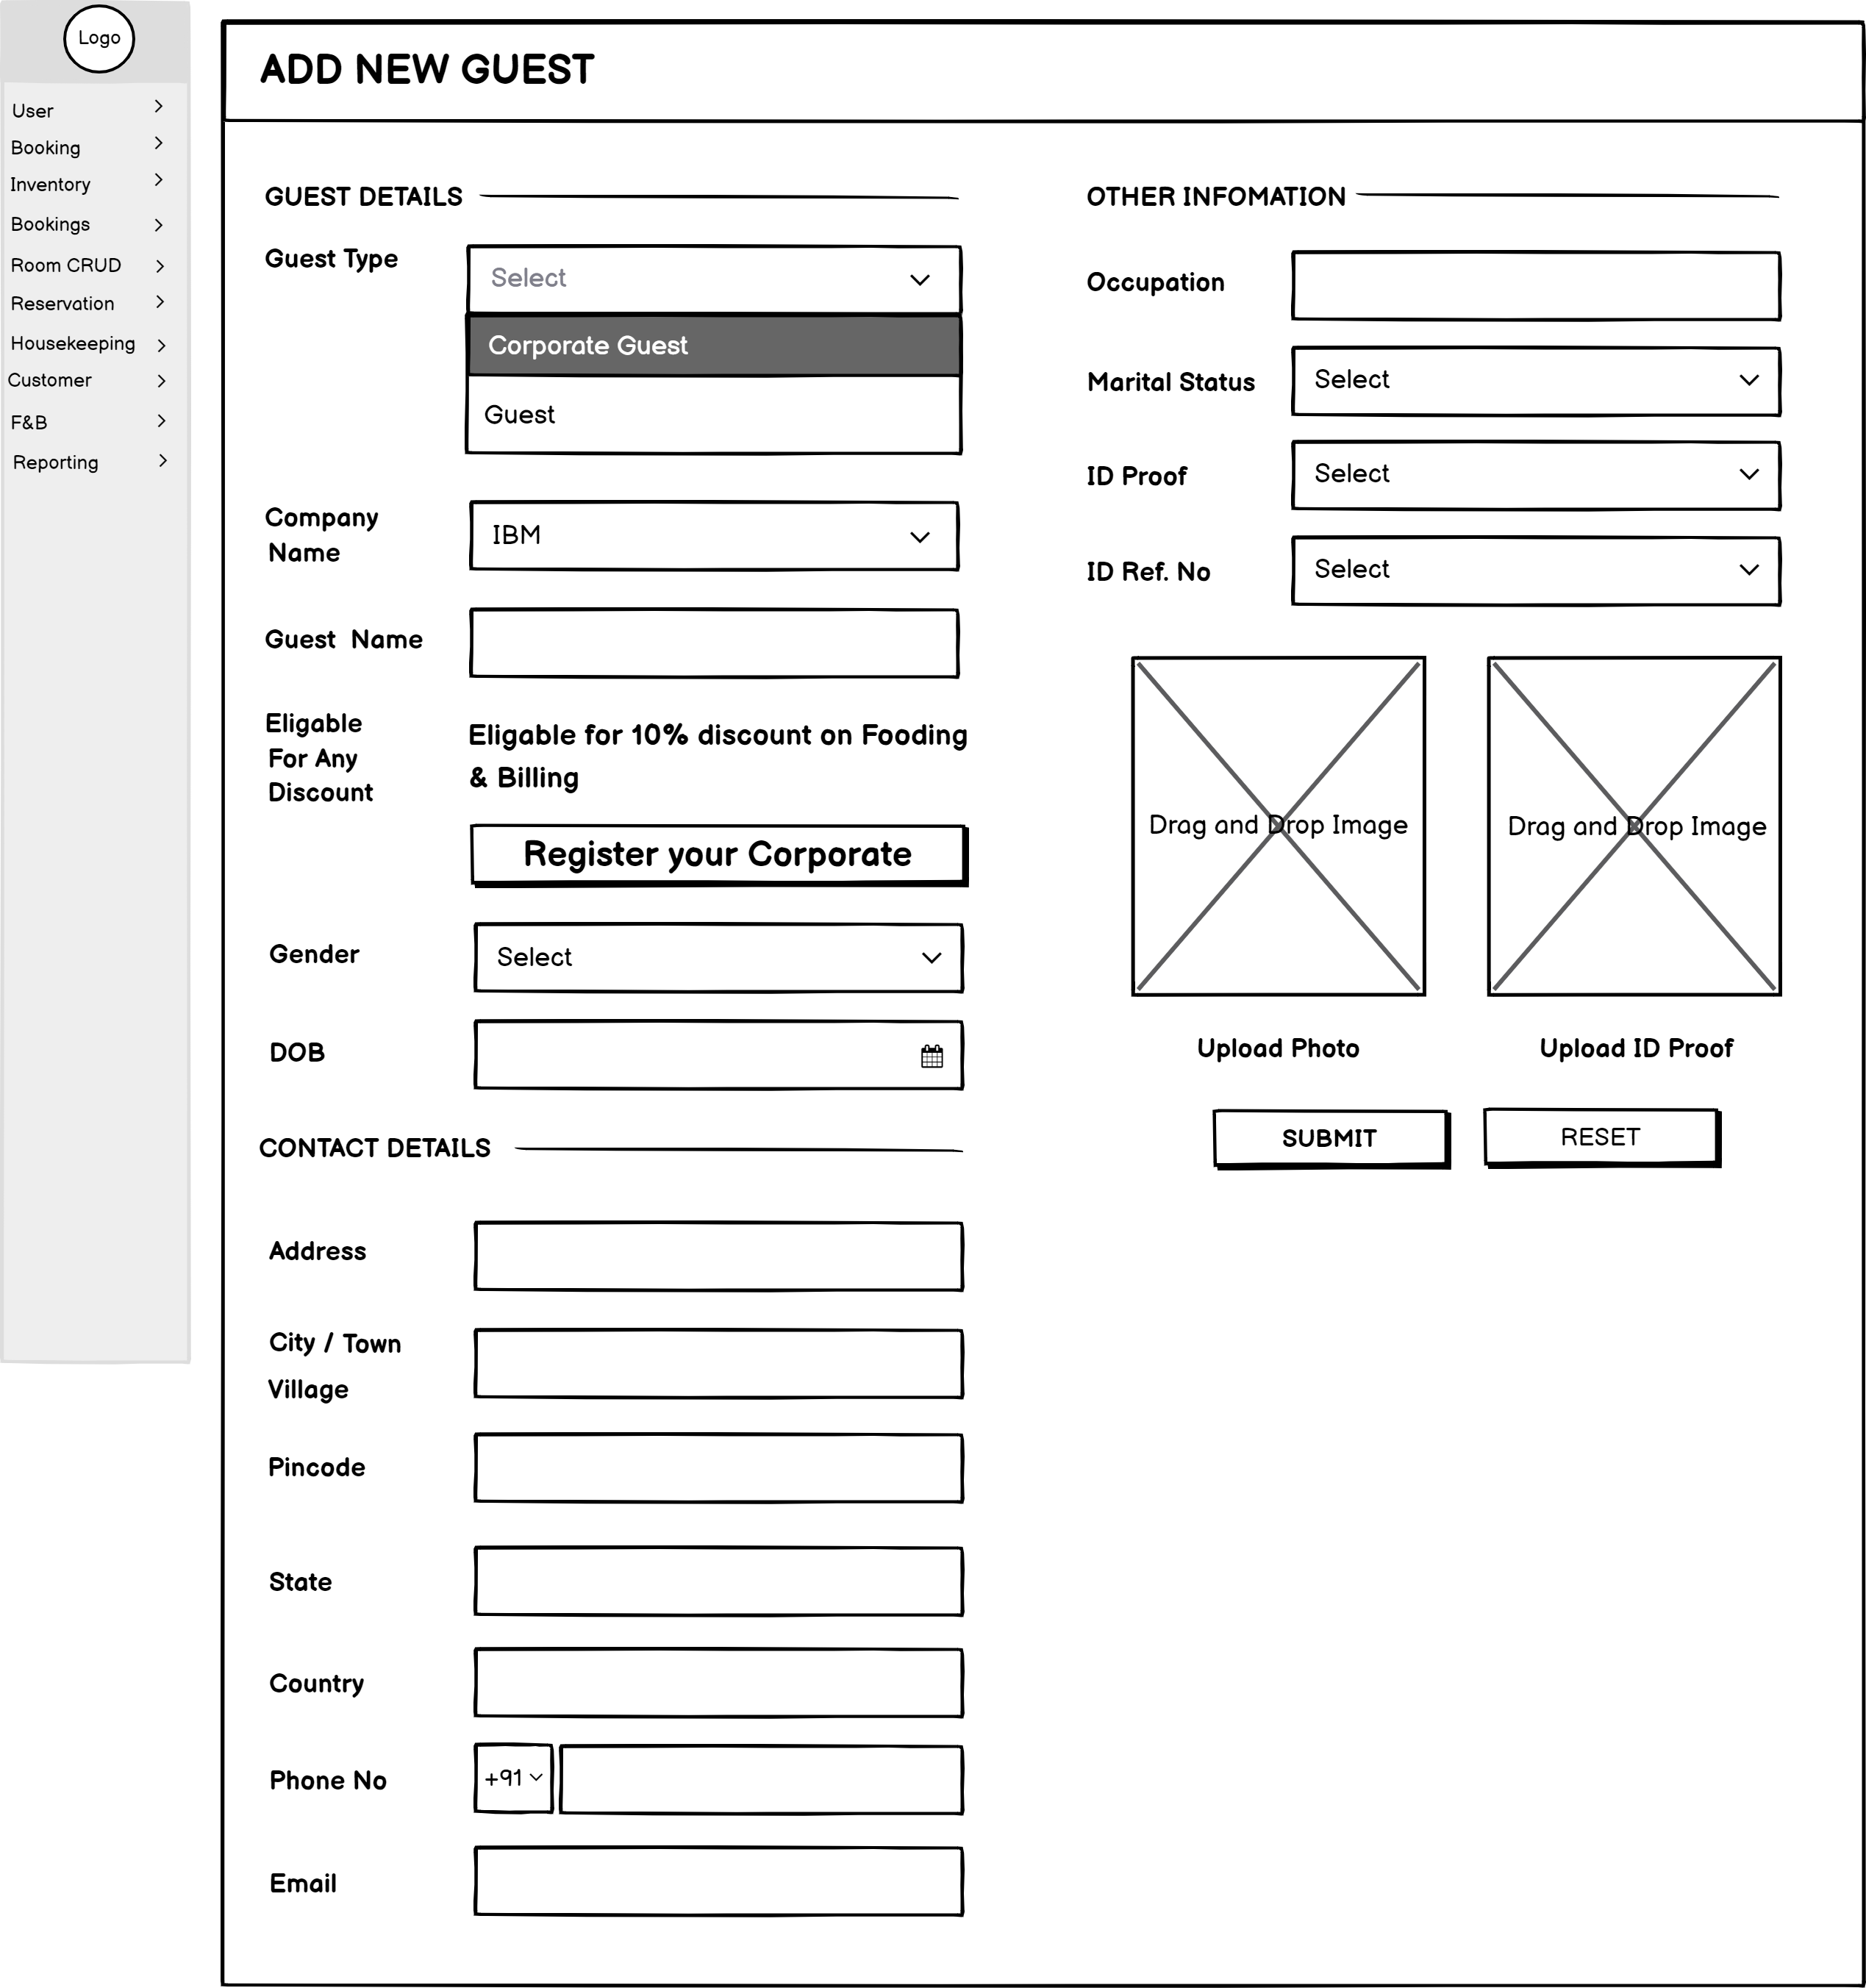 Logo
User
Booking
Inventory
Bookings
Room CRUD
Reservation
Housekeeping
Customer
F&B
Reporting
ADD NEW GUEST
GUEST DETAILS
Guest Type
Select
Corporate Guest
Guest
Company
Name
IBM
Guest Name
Eligable
For Any
Discount
Eligable for 10% discount on Fooding
& Billing
Register your Corporate
Gender
Select
DOB
CONTACT DETAILS
Address
City / Town
Village
Pincode
State
Country
Phone No
+91
Email
OTHER INFOMATION
Occupation
Marital Status
Select
ID Proof
Select
ID Ref. No
Select
Drag and Drop Image
Drag and Drop Image
Upload Photo
Upload ID Proof
SUBMIT
RESET